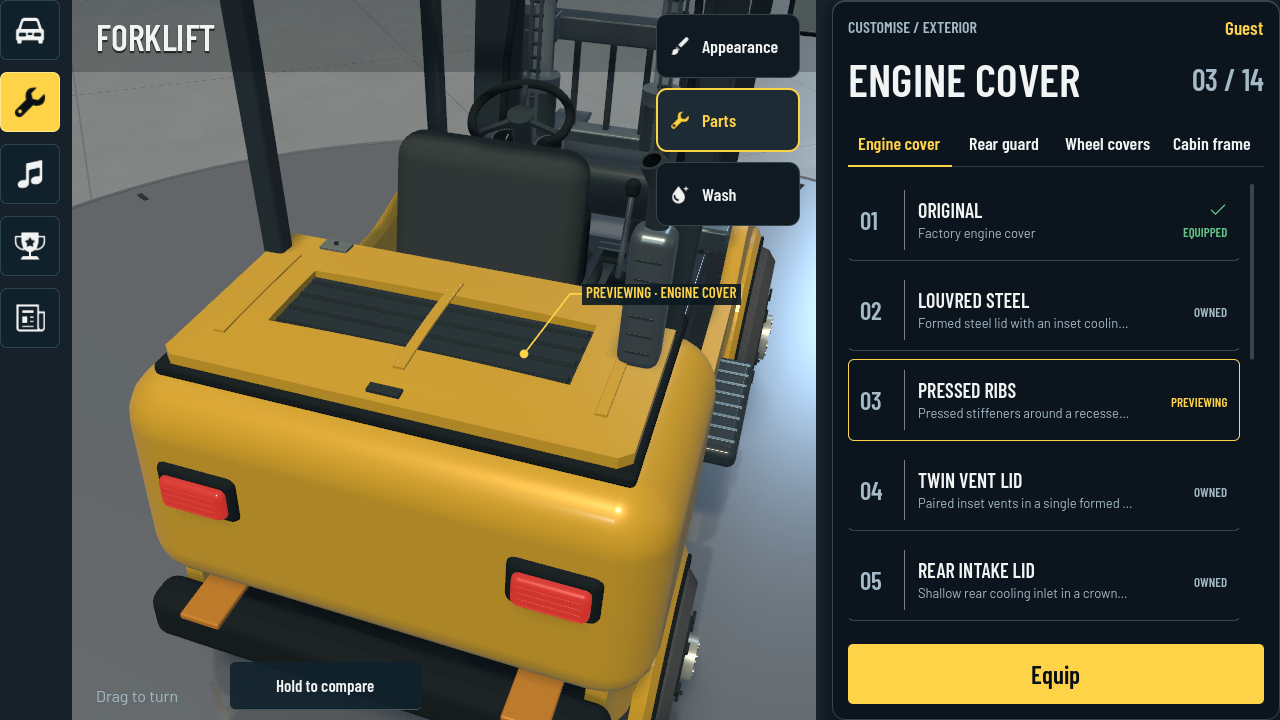 FORKLIFT
Appearance
Parts
Wash
PREVIEWING · ENGINE COVER
Drag to turn
Hold to compare
CUSTOMISE / EXTERIOR
Guest
ENGINE COVER
03 / 14
Engine cover
Rear guard
Wheel covers
Cabin frame
01
ORIGINAL
Factory engine cover
EQUIPPED
02
LOUVRED STEEL
Formed steel lid with an inset coolin...
OWNED
03
PRESSED RIBS
Pressed stiffeners around a recesse...
PREVIEWING
04
TWIN VENT LID
Paired inset vents in a single formed ...
OWNED
05
REAR INTAKE LID
Shallow rear cooling inlet in a crown...
OWNED
Equip